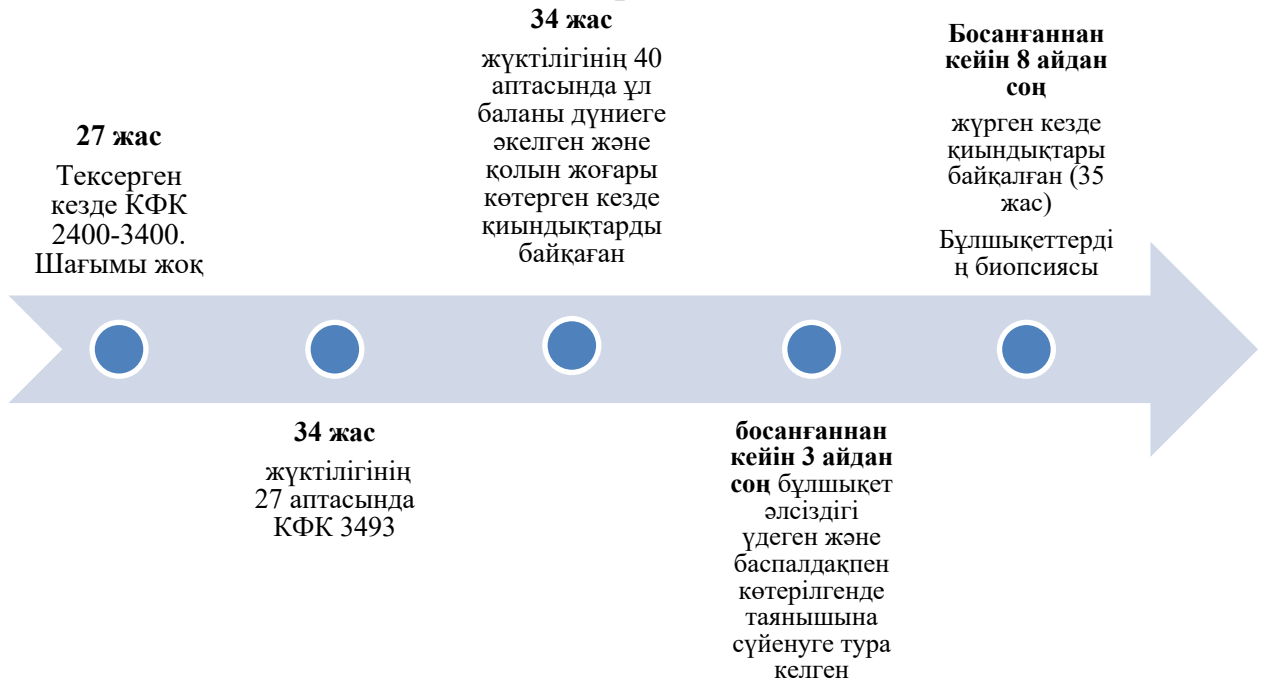 27 жас
Тексерген
кезде КФК
2400-3400.
Шағымы жоқ
34 жас
жүктілігінің
27 аптасында
КФК 3493
34 жас
жүктілігінің 40
аптасында ұл
баланы дүниеге
әкелген және
қолын жоғары
көтерген кезде
қиындықтарды
байқаған
босанғаннан
кейін 3 айдан
соң бұлшықет
әлсіздігі
үдеген және
баспалдақпен
көтерілгенде
таянышына
сүйенуге тура
келген
Босанғаннан
кейін 8 айдан
соң
жүрген кезде
қиындықтары
байқалған (35
жас)
Бұлшықеттерді
ң биопсиясы